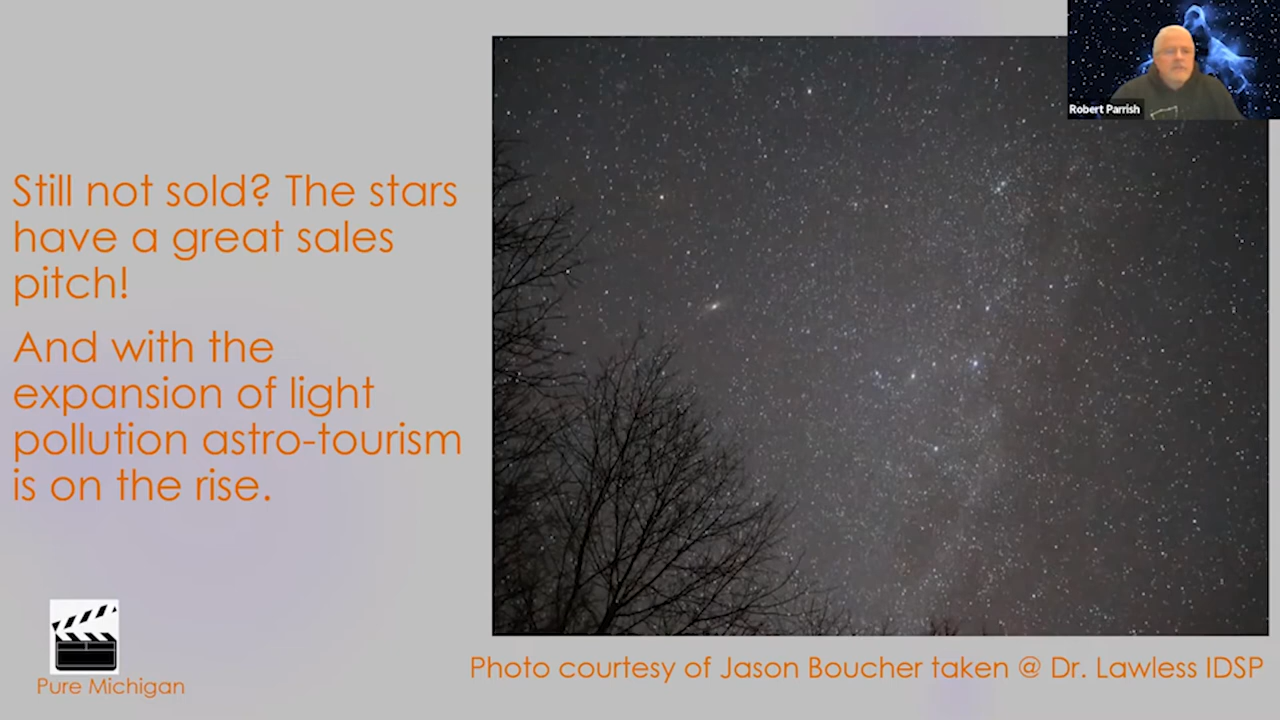 Robert Parrish
Still not sold? The stars
have a great sales
pitch!
And with the
expansion of light
pollution astro-tourism
is on the rise.
Pure Michigan
Photo courtesy of Jason Boucher taken @ Dr. Lawless IDSP